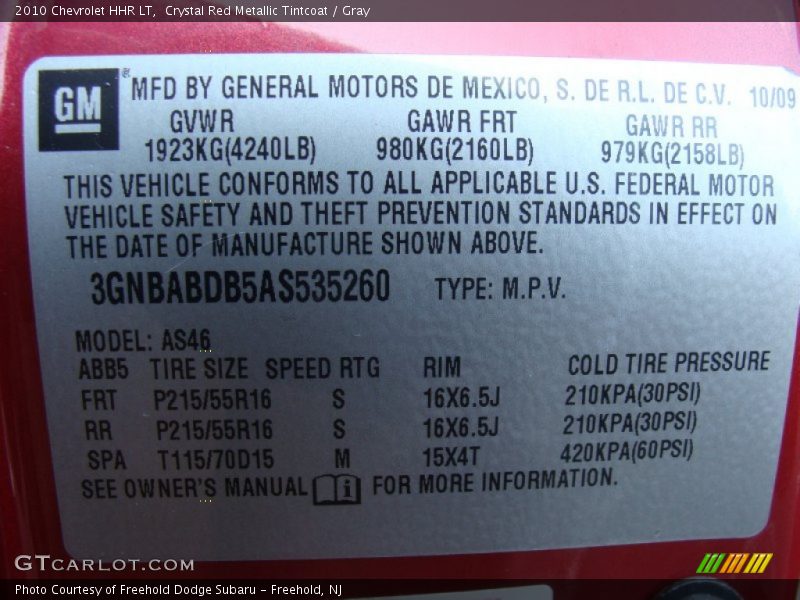 2010 Chevrolet HHR LT,  Crystal Red Metallic Tintcoat / Gray
GM ® MFD BY GENERAL MOTORS DE MEXICO, S. DE R.L. DE C.V. 10/09
GVWR GAWR FRT GAWR RR
1923KG(4240LB) 980KG(2160LB) 979KG(2158LB)
THIS VEHICLE CONFORMS TO ALL APPLICABLE U.S. FEDERAL MOTOR
VEHICLE SAFETY AND THEFT PREVENTION STANDARDS IN EFFECT ON
THE DATE OF MANUFACTURE SHOWN ABOVE.
3GNBABDB5AS535260 TYPE: M.P.V.
MODEL: AS46
ABB5 TIRE SIZE SPEED RTG RIM COLD TIRE PRESSURE
FRT P215/55R16 S 16X6.5J 210KPA(30PSI)
RR P215/55R16 S 16X6.5J 210KPA(30PSI)
SPA T115/70D15 M 15X4T 420KPA(60PSI)
SEE OWNER'S MANUAL i FOR MORE INFORMATION.
GTCARLOT.COM
Photo Courtesy of Freehold Dodge Subaru - Freehold, NJ